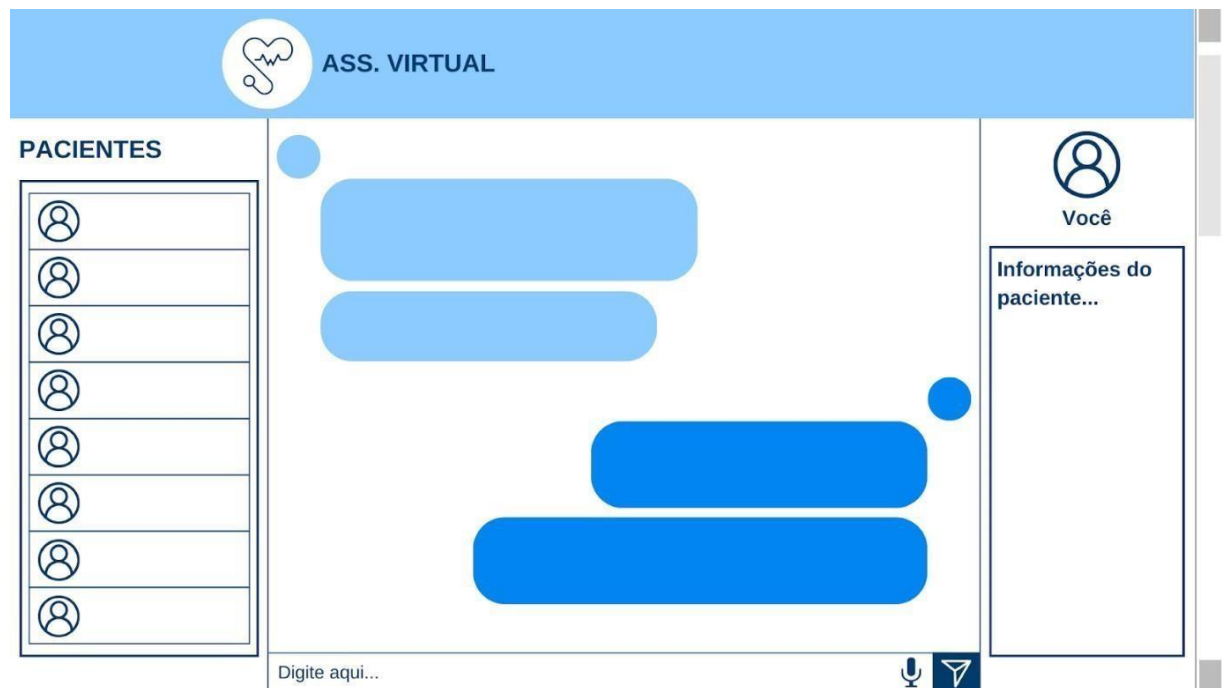 ASS. VIRTUAL
PACIENTES
Você
Informações do
paciente...
Digite aqui...